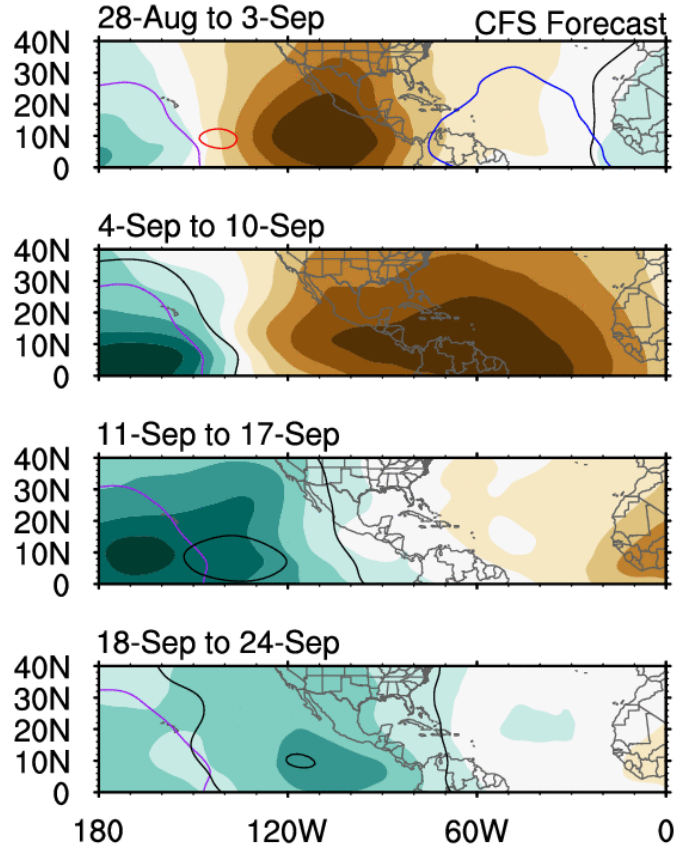 28-Aug to 3-Sep CFS Forecast
40N
30N
20N
10N
0
4-Sep to 10-Sep
40N
30N
20N
10N
0
11-Sep to 17-Sep
40N
30N
20N
10N
0
18-Sep to 24-Sep
40N
30N
20N
10N
0
180 120W 60W 0